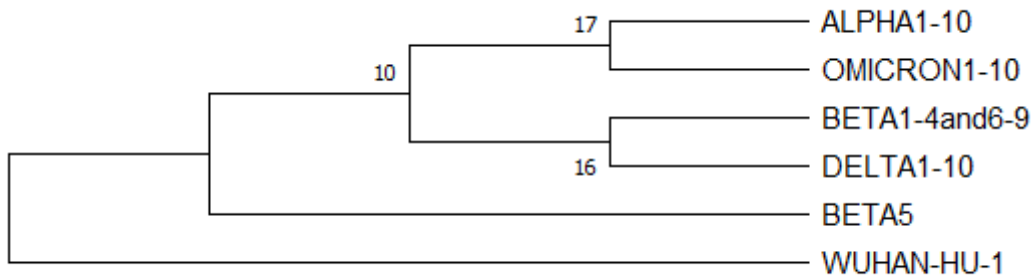 17
ALPHA1-10
OMICRON1-10
10
BETA1-4and6-9
16
DELTA1-10
BETA5
WUHAN-HU-1